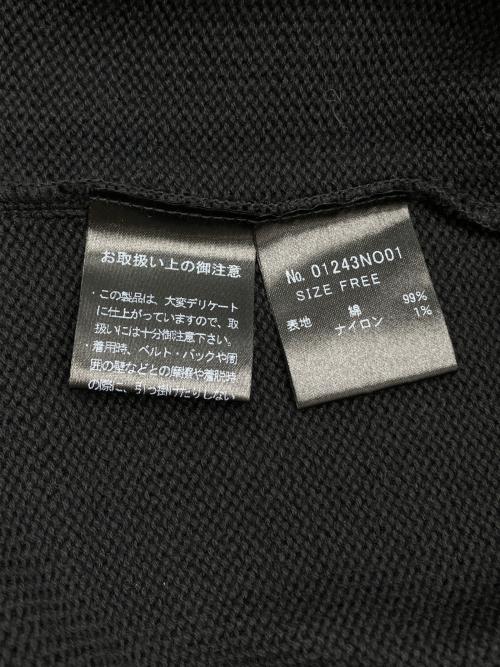 お取扱い上の御注意
・この製品は、大変デリケート
に仕上がっていますので、取
扱いには十分御注意下さい。
・着用時、ベルト・バックや周
囲の壁などとの摩擦や着脱時
の際に、引っ掛けたりしない
No. 01243NO01
SIZE FREE
表地 綿 99%
ナイロン 1%